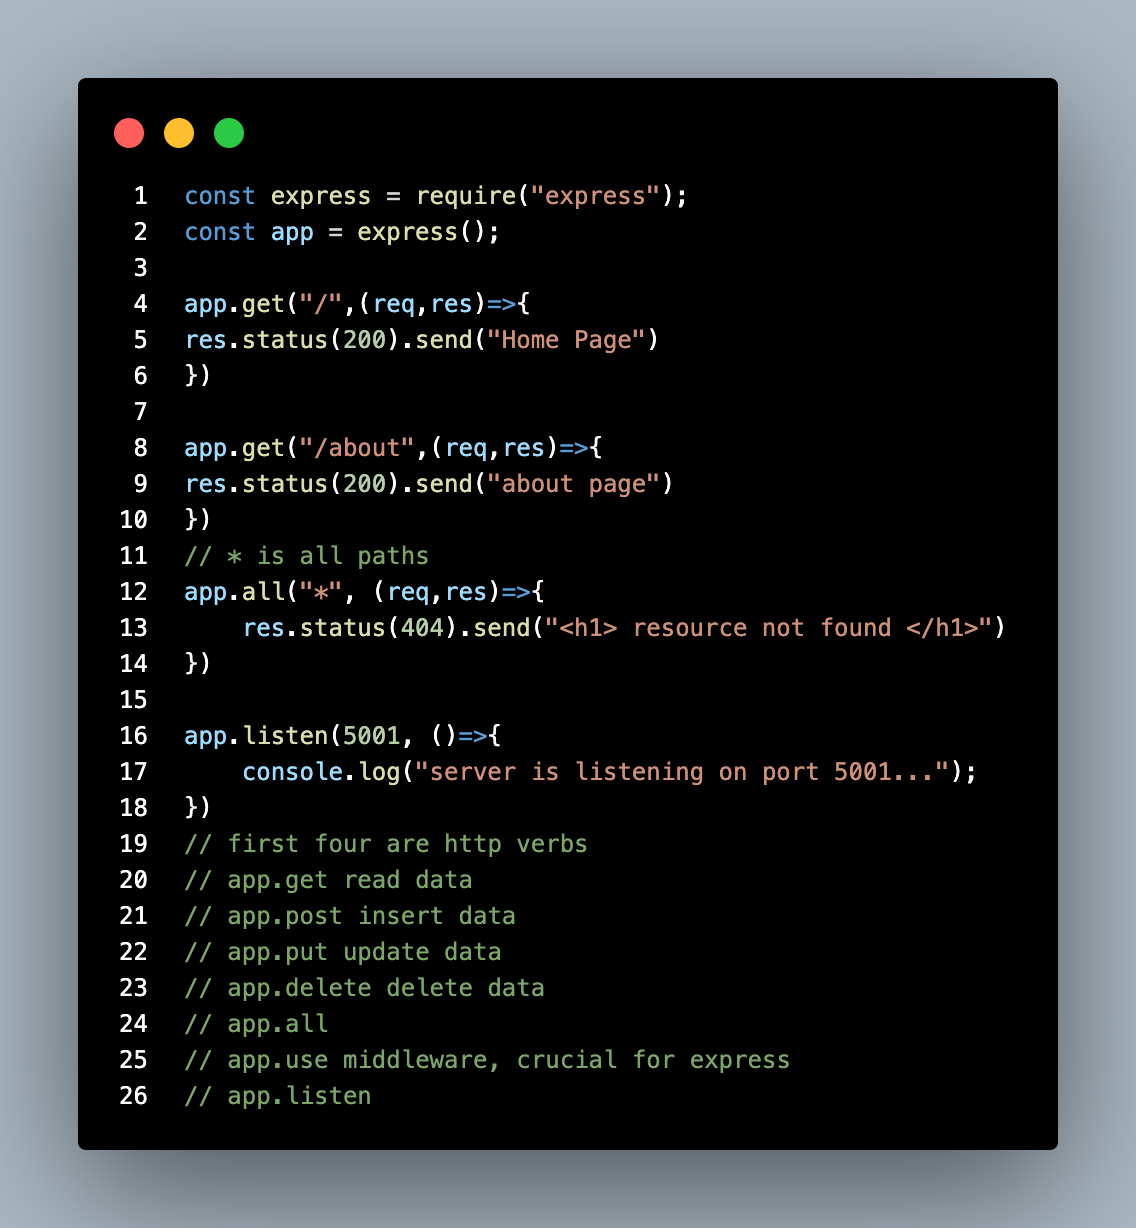 1 const express = require("express");
2 const app = express();
3
4 app.get("/",(req,res)=>{
5 res.status(200).send("Home Page")
6 })
7
8 app.get("/about",(req,res)=>{
9 res.status(200).send("about page")
10 })
11 // * is all paths
12 app.all("*", (req,res)=>{
13     res.status(404).send("<h1> resource not found </h1>")
14 })
15
16 app.listen(5001, ()=>{
17     console.log("server is listening on port 5001...");
18 })
19 // first four are http verbs
20 // app.get read data
21 // app.post insert data
22 // app.put update data
23 // app.delete delete data
24 // app.all
25 // app.use middleware, crucial for express
26 // app.listen